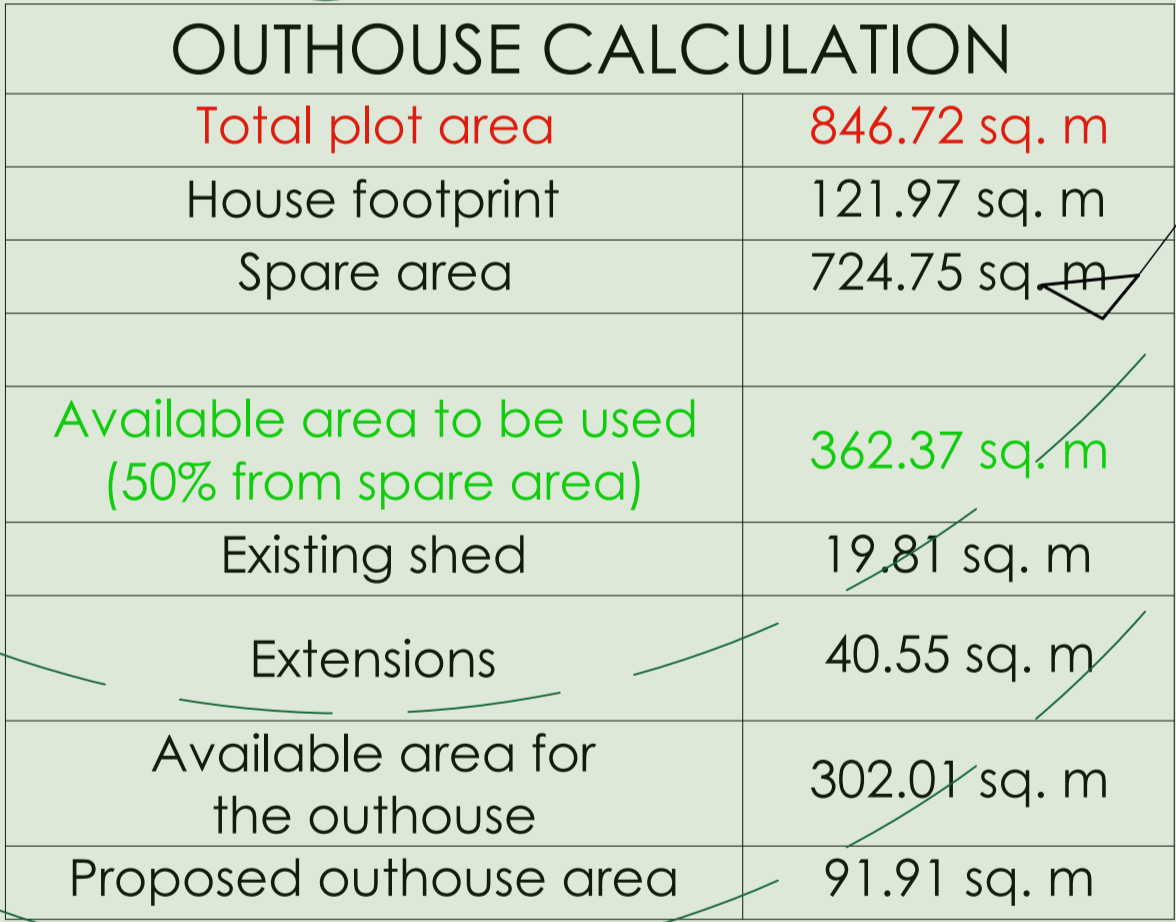 OUTHOUSE CALCULATION
Total plot area 846.72 sq. m
House footprint 121.97 sq. m
Spare area 724.75 sq. m
Available area to be used
(50% from spare area) 362.37 sq. m
Existing shed 19.81 sq. m
Extensions 40.55 sq. m
Available area for
the outhouse 302.01 sq. m
Proposed outhouse area 91.91 sq. m